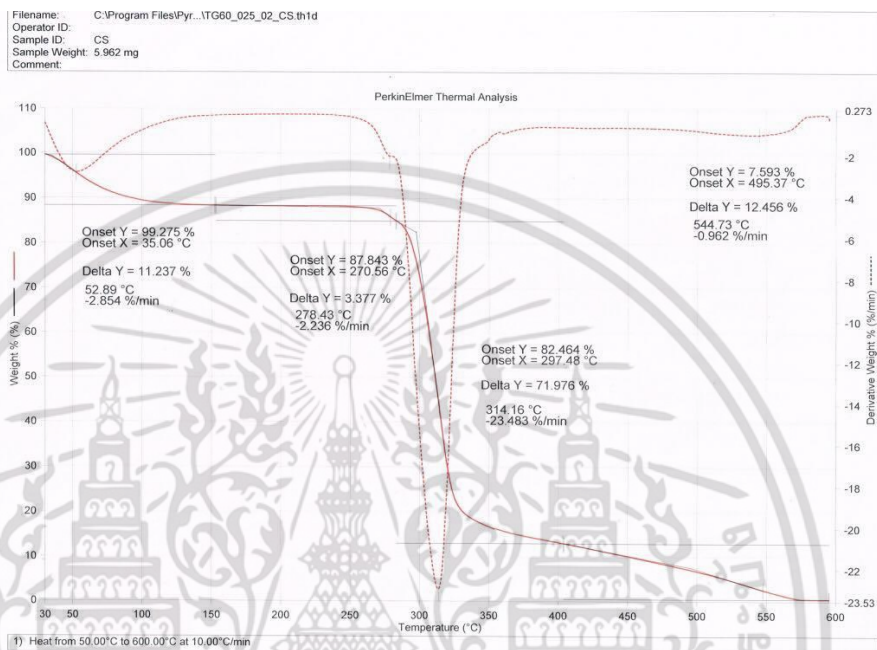 Filename: C:\Program Files\Pyr...\TG60_025_02_CS.th1d
Operator ID:
Sample ID: CS
Sample Weight: 5.962 mg
Comment:
PerkinElmer Thermal Analysis
110
100
90
80
70
60
50
40
30
20
10
0
Weight % (%)
Onset Y = 99.275 %
Onset X = 35.06 °C
Delta Y = 11.237 %
52.89 °C
-2.854 %/min
Onset Y = 87.843 %
Onset X = 270.56 °C
Delta Y = 3.377 %
278.43 °C
-2.236 %/min
Onset Y = 82.464 %
Onset X = 297.48 °C
Delta Y = 71.976 %
314.16 °C
-23.483 %/min
Onset Y = 7.593 %
Onset X = 495.37 °C
Delta Y = 12.456 %
544.73 °C
-0.962 %/min
0.273
-2
-4
-6
-8
-10
-12
-14
-16
-18
-20
-22
-23.53
Derivative Weight % (%/min)
30 50 100 150 200 250 300 350 400 450 500 550 600
Temperature (°C)
1) Heat from 50.00°C to 600.00°C at 10.00°C/min